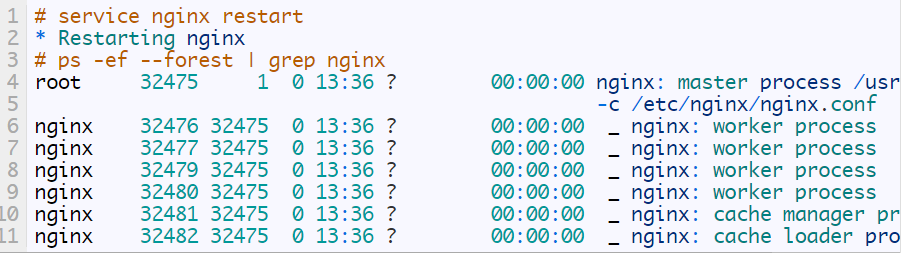 1 # service nginx restart
2 * Restarting nginx
3 # ps -ef --forest | grep nginx
4 root     32475     1  0 13:36 ?        00:00:00 nginx: master process /usr
5                                                 -c /etc/nginx/nginx.conf
6 nginx    32476 32475  0 13:36 ?        00:00:00  _ nginx: worker process
7 nginx    32477 32475  0 13:36 ?        00:00:00  _ nginx: worker process
8 nginx    32479 32475  0 13:36 ?        00:00:00  _ nginx: worker process
9 nginx    32480 32475  0 13:36 ?        00:00:00  _ nginx: worker process
10 nginx    32481 32475  0 13:36 ?        00:00:00  _ nginx: cache manager pr
11 nginx    32482 32475  0 13:36 ?        00:00:00  _ nginx: cache loader pro